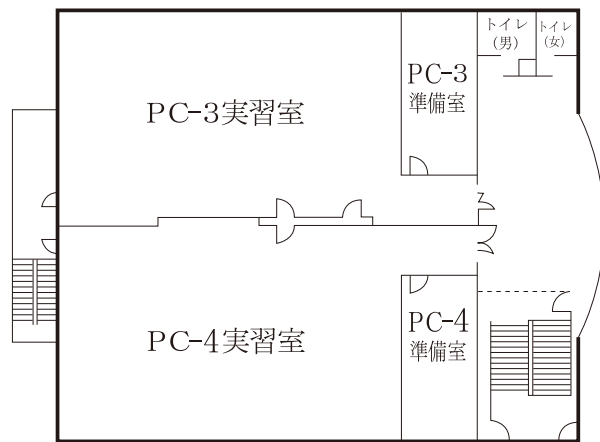 トイレ
(男)
トイレ
(女)
PC-3
準備室
PC-3実習室
PC-4
準備室
PC-4実習室